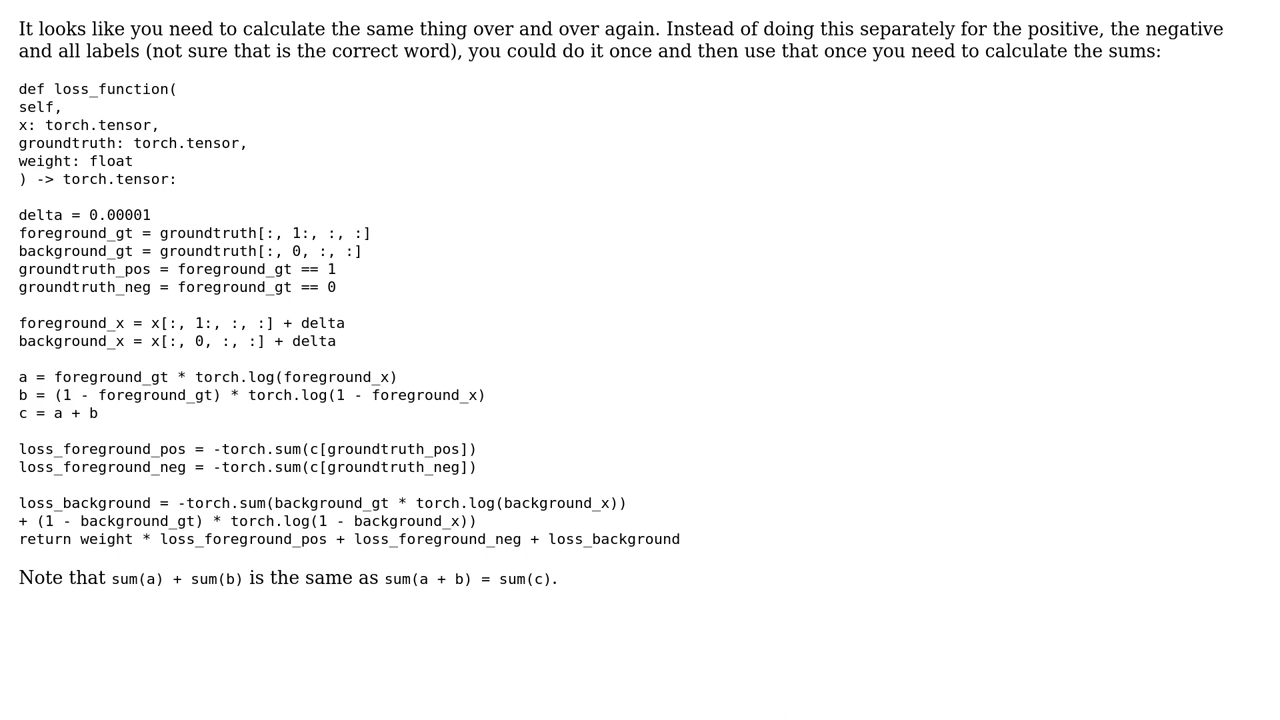 It looks like you need to calculate the same thing over and over again. Instead of doing this separately for the positive, the negative
and all labels (not sure that is the correct word), you could do it once and then use that once you need to calculate the sums:
def loss_function(
self,
x: torch.tensor,
groundtruth: torch.tensor,
weight: float
) -> torch.tensor:
delta = 0.00001
foreground_gt = groundtruth[:, 1:, :, :]
background_gt = groundtruth[:, 0, :, :]
groundtruth_pos = foreground_gt == 1
groundtruth_neg = foreground_gt == 0
foreground_x = x[:, 1:, :, :] + delta
background_x = x[:, 0, :, :] + delta
a = foreground_gt * torch.log(foreground_x)
b = (1 - foreground_gt) * torch.log(1 - foreground_x)
c = a + b
loss_foreground_pos = -torch.sum(c[groundtruth_pos])
loss_foreground_neg = -torch.sum(c[groundtruth_neg])
loss_background = -torch.sum(background_gt * torch.log(background_x))
+ (1 - background_gt) * torch.log(1 - background_x))
return weight * loss_foreground_pos + loss_foreground_neg + loss_background
Note that sum(a) + sum(b) is the same as sum(a + b) = sum(c).